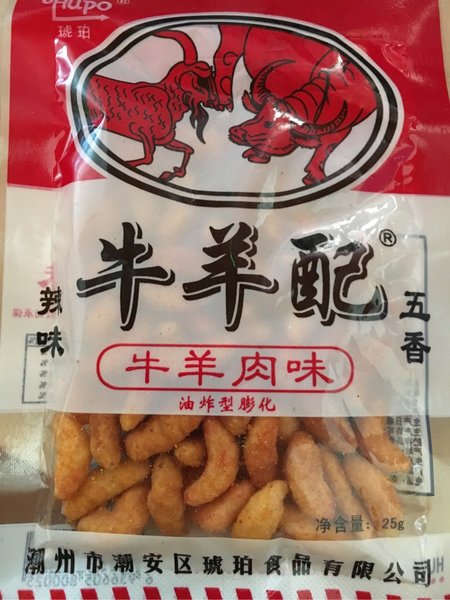 HuPo®
琥珀
牛羊配®
辣味
五香
牛羊肉味
油炸型膨化
净含量: 25g
潮州市潮安区琥珀食品有限公司